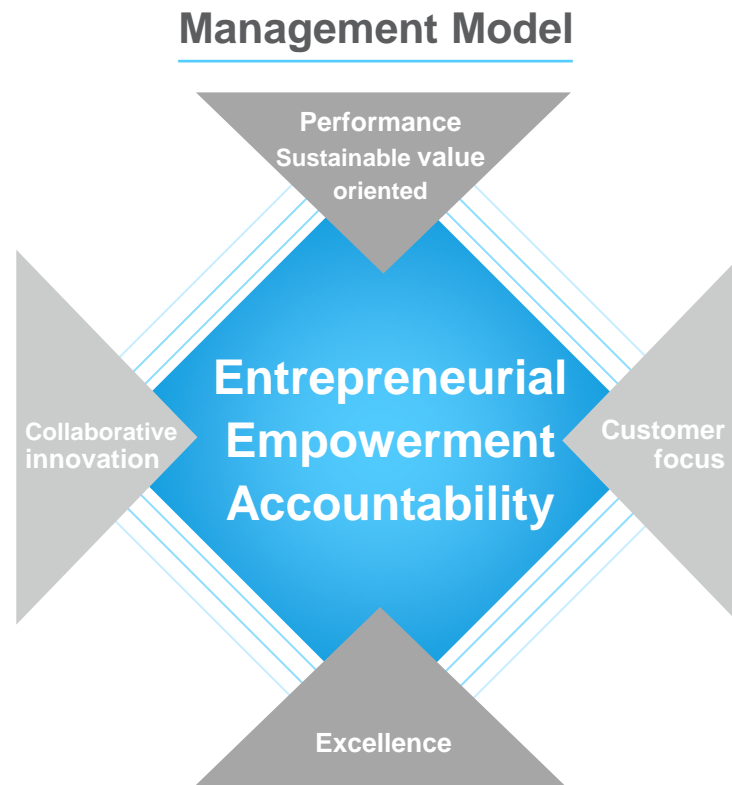 Management Model
Performance
Sustainable value
oriented
Entrepreneurial
Empowerment
Accountability
Collaborative
innovation
Customer
focus
Excellence